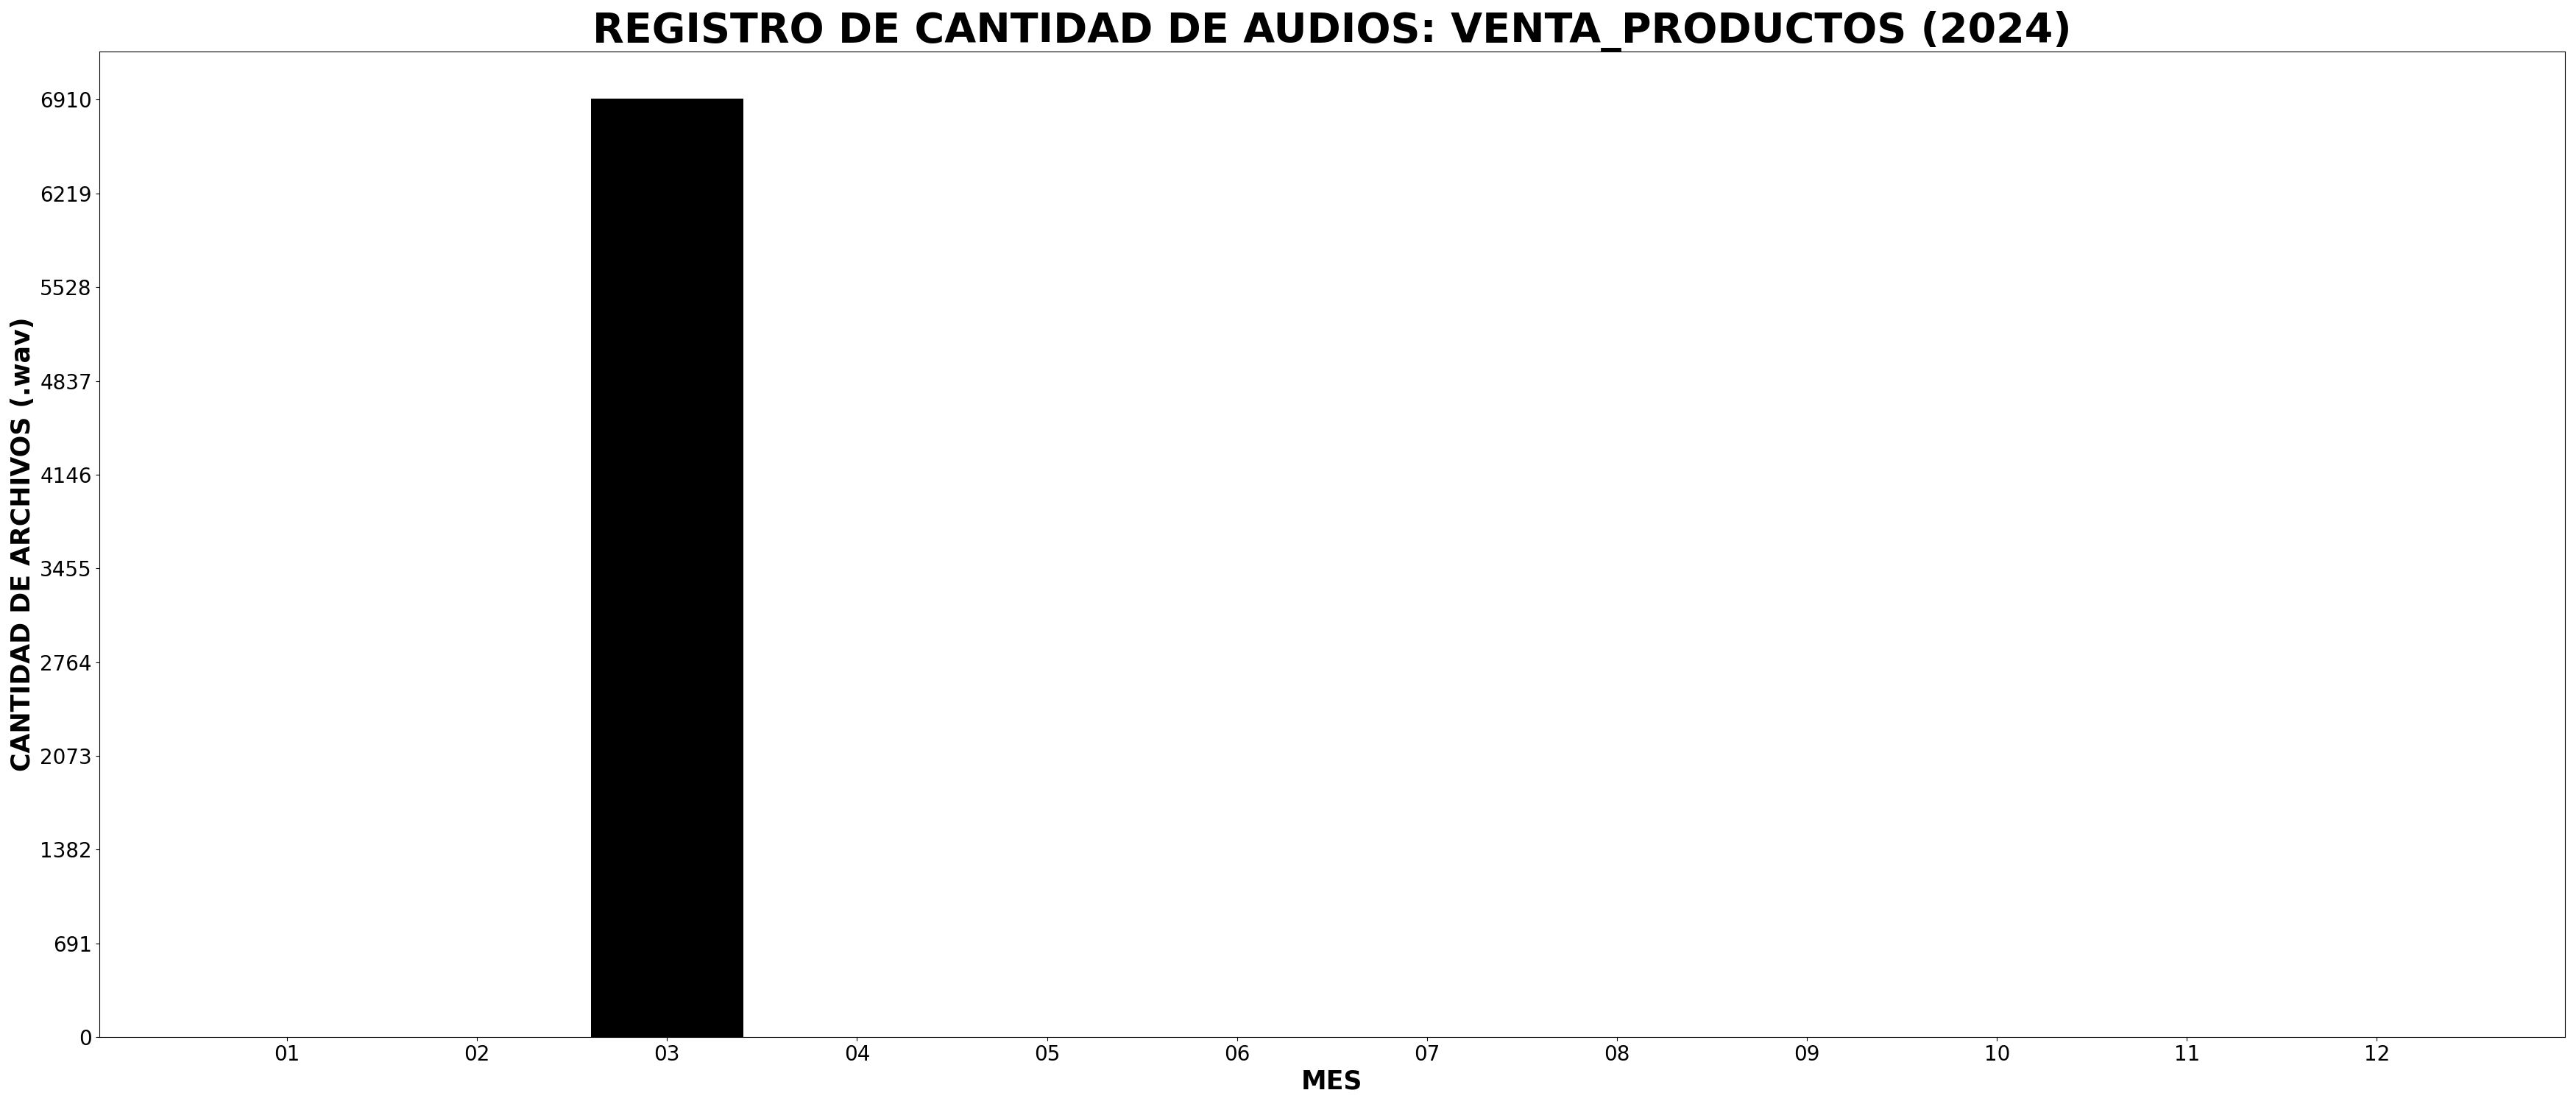 REGISTRO DE CANTIDAD DE AUDIOS: VENTA_PRODUCTOS (2024)
CANTIDAD DE ARCHIVOS (.wav)
6910
6219
5528
4837
4146
3455
2764
2073
1382
691
0
01 02 03 04 05 06 07 08 09 10 11 12
MES